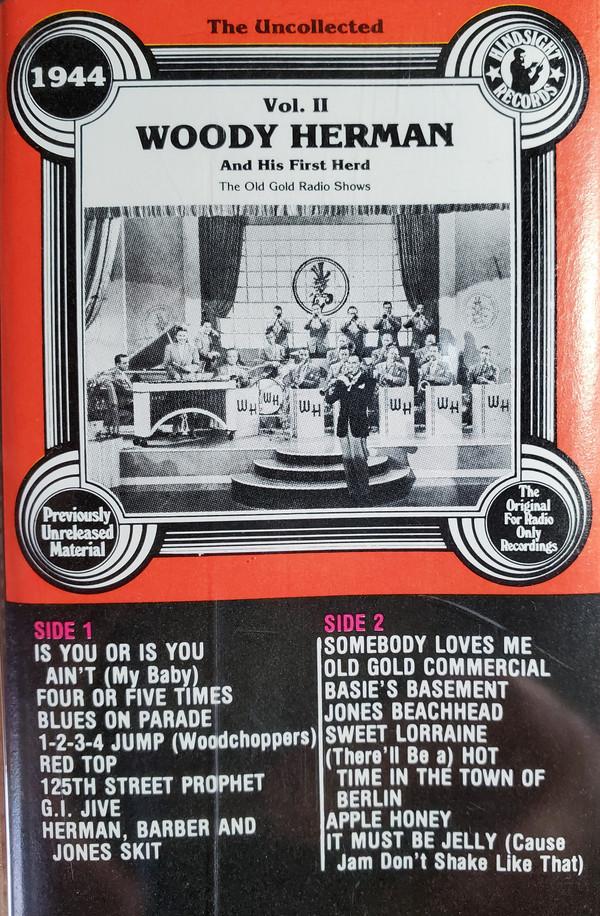 The Uncollected
1944
HINDSIGHT
RECORDS
Vol. II
WOODY HERMAN
And His First Herd
The Old Gold Radio Shows
WH
WH
WH
WH
WH
WH
Previously
Unreleased
Material
The
Original
For Radio
Only
Recordings
SIDE 1
IS YOU OR IS YOU
AIN'T (My Baby)
FOUR OR FIVE TIMES
BLUES ON PARADE
1-2-3-4 JUMP (Woodchoppers)
RED TOP
125TH STREET PROPHET
G.I. JIVE
HERMAN, BARBER AND
JONES SKIT
SIDE 2
SOMEBODY LOVES ME
OLD GOLD COMMERCIAL
BASIE'S BASEMENT
JONES BEACHHEAD
SWEET LORRAINE
(There'll Be a) HOT
TIME IN THE TOWN OF
BERLIN
APPLE HONEY
IT MUST BE JELLY (Cause
Jam Don't Shake Like That)